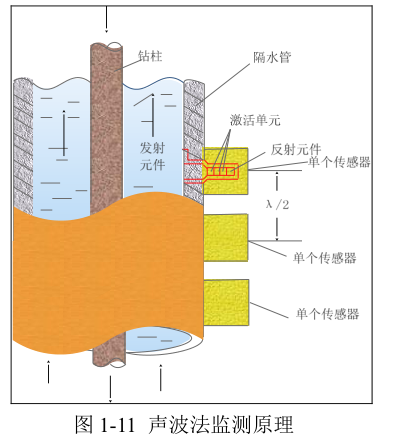 钻柱
隔水管
激活单元
发射
元件
反射元件
单个传感器
λ/2
单个传感器
单个传感器
图 1-11 声波法监测原理